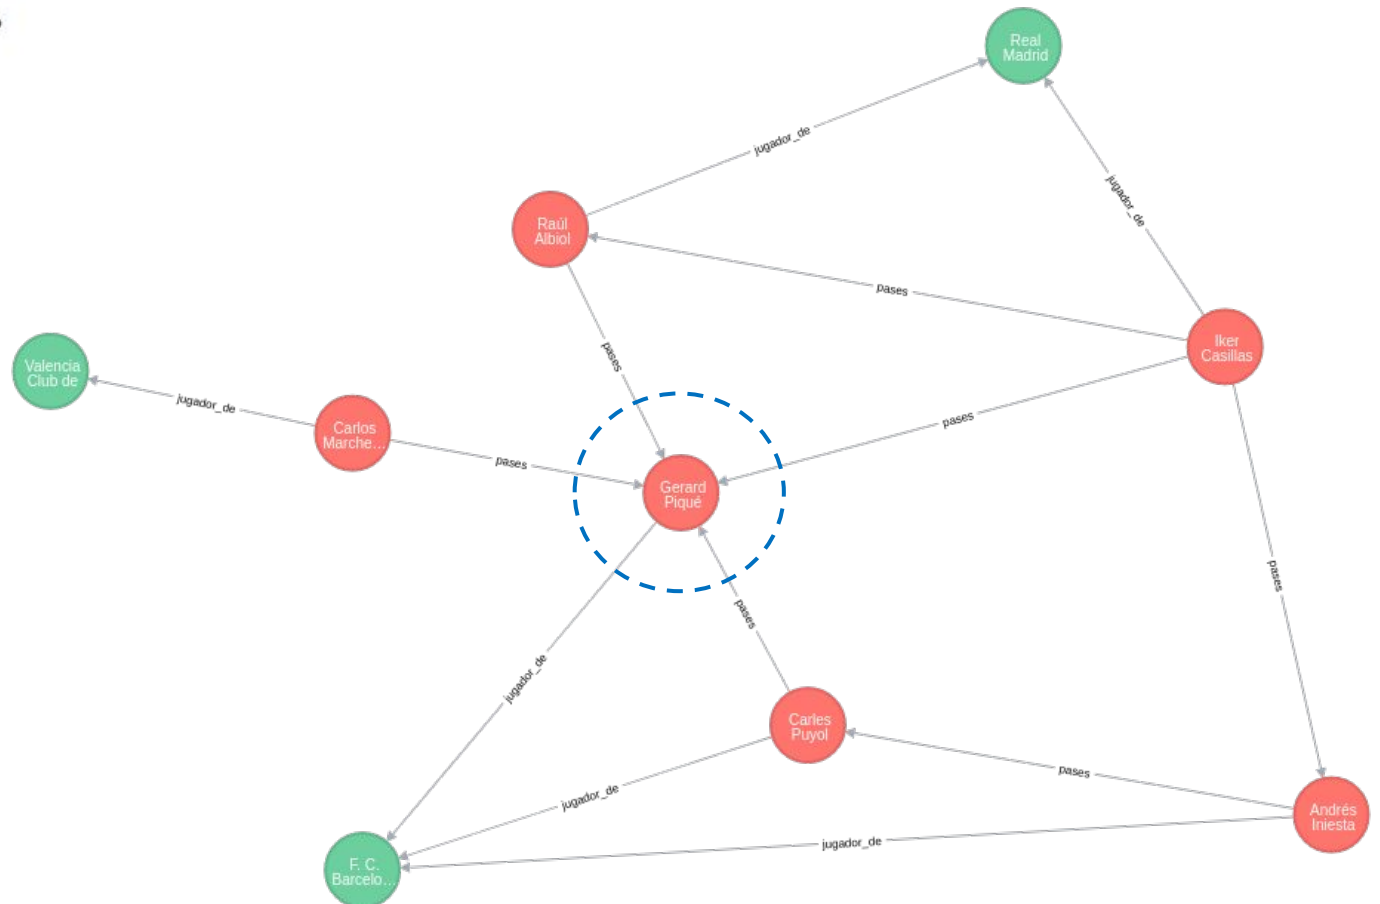 Real
Madrid
jugador_de
jugador_de
Raúl
Albiol
pases
pases
Iker
Casillas
Valencia
Club de
jugador_de
Carlos
Marche...
pases
pases
Gerard
Piqué
pases
pases
jugador_de
Carles
Puyol
pases
jugador_de
Andrés
Iniesta
jugador_de
F. C.
Barcelo...